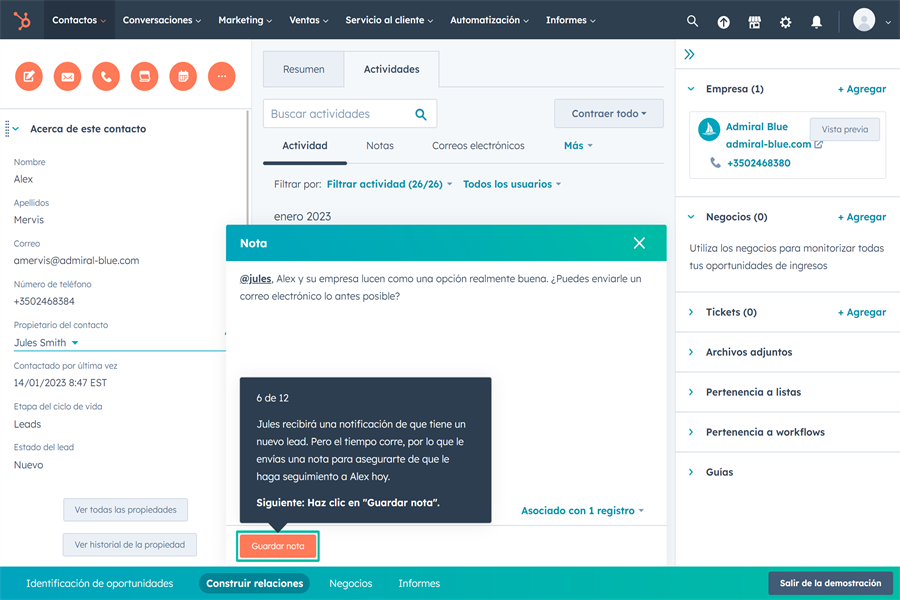 Contactos
Conversaciones
Marketing
Ventas
Servicio al cliente
Automatización
Informes
Acerca de este contacto
Nombre
Alex
Apellidos
Mervis
Correo
amervis@admiral-blue.com
Número de teléfono
+3502468384
Propietario del contacto
Jules Smith
Contactado por última vez
14/01/2023 8:47 EST
Etapa del ciclo de vida
Leads
Estado del lead
Nuevo
Ver todas las propiedades
Ver historial de la propiedad
Resumen
Actividades
Buscar actividades
Contraer todo
Actividad
Notas
Correos electrónicos
Más
Filtrar por: Filtrar actividad (26/26) Todos los usuarios
enero 2023
Nota
@jules, Alex y su empresa lucen como una opción realmente buena. ¿Puedes enviarle un
correo electrónico lo antes posible?
6 de 12
Jules recibirá una notificación de que tiene un
nuevo lead. Pero el tiempo corre, por lo que le
envías una nota para asegurarte de que le
haga seguimiento a Alex hoy.
Siguiente: Haz clic en "Guardar nota".
Asociado con 1 registro
Guardar nota
Empresa (1)
+ Agregar
Admiral Blue
Vista previa
admiral-blue.com
+3502468380
Negocios (0)
+ Agregar
Utiliza los negocios para monitorizar todas
tus oportunidades de ingresos
Tickets (0)
+ Agregar
Archivos adjuntos
Pertenencia a listas
Pertenencia a workflows
Guías
Identificación de oportunidades
Construir relaciones
Negocios
Informes
Salir de la demostración